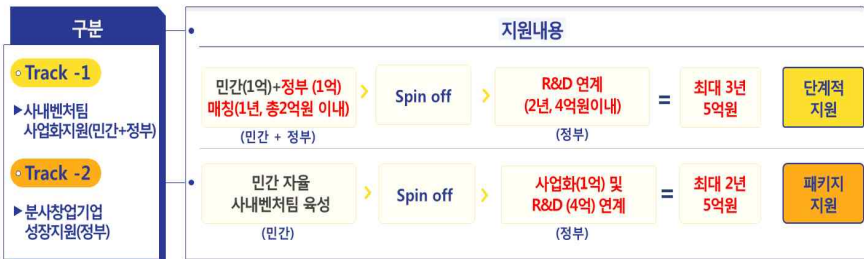 구분
지원내용
Track -1
▶사내벤처팀
사업화지원(민간+정부)
민간(1억)+정부 (1억)
매칭(1년, 총2억원 이내)
(민간 + 정부)
Spin off
R&D 연계
(2년, 4억원이내)
(정부)
=
최대 3년
5억원
단계적
지원
Track -2
▶분사창업기업
성장지원(정부)
민간 자율
사내벤처팀 육성
(민간)
Spin off
사업화(1억) 및
R&D (4억) 연계
(정부)
=
최대 2년
5억원
패키지
지원